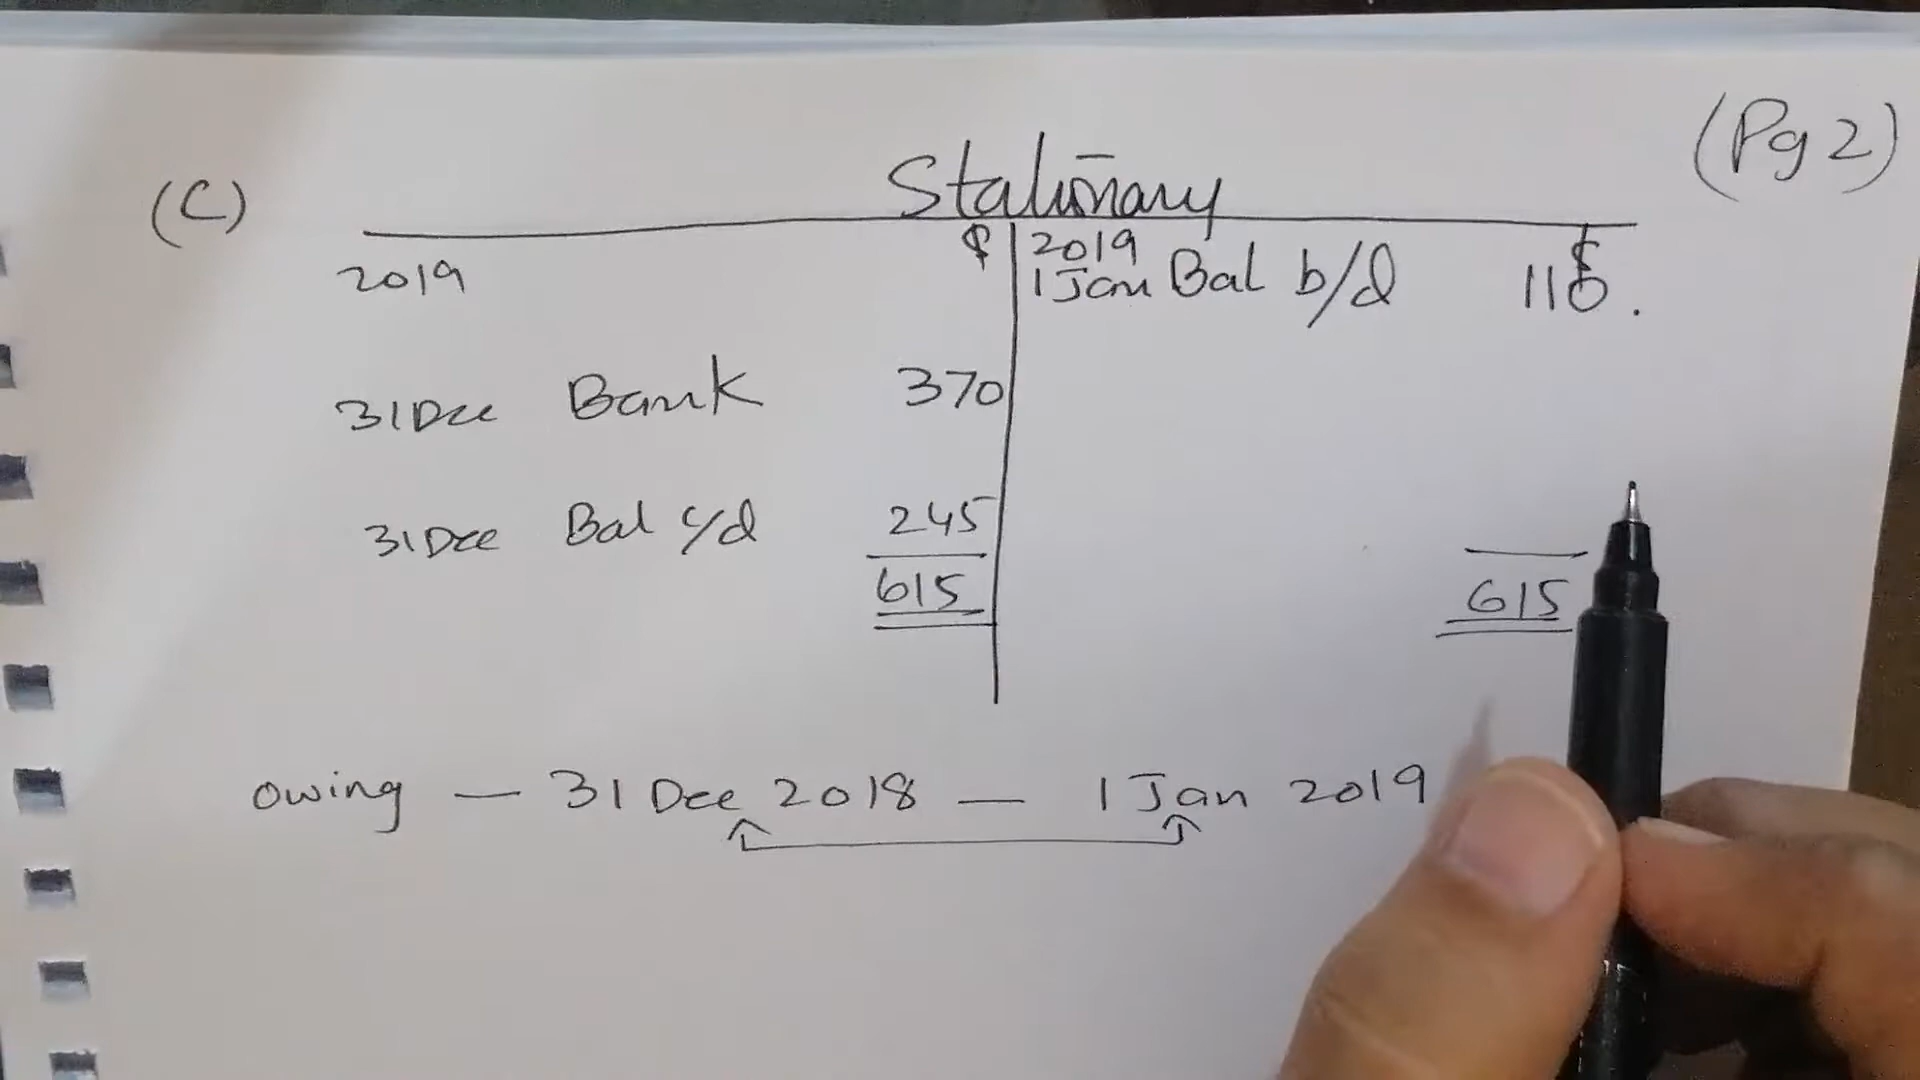 (Pg 2)
(C) Stationary
2019 $ 2019 $
1 Jan Bal b/d 110.
31 Dec Bank 370
31 Dec Bal c/d 245
615 615
owing — 31 Dec 2018 — 1 Jan 2019